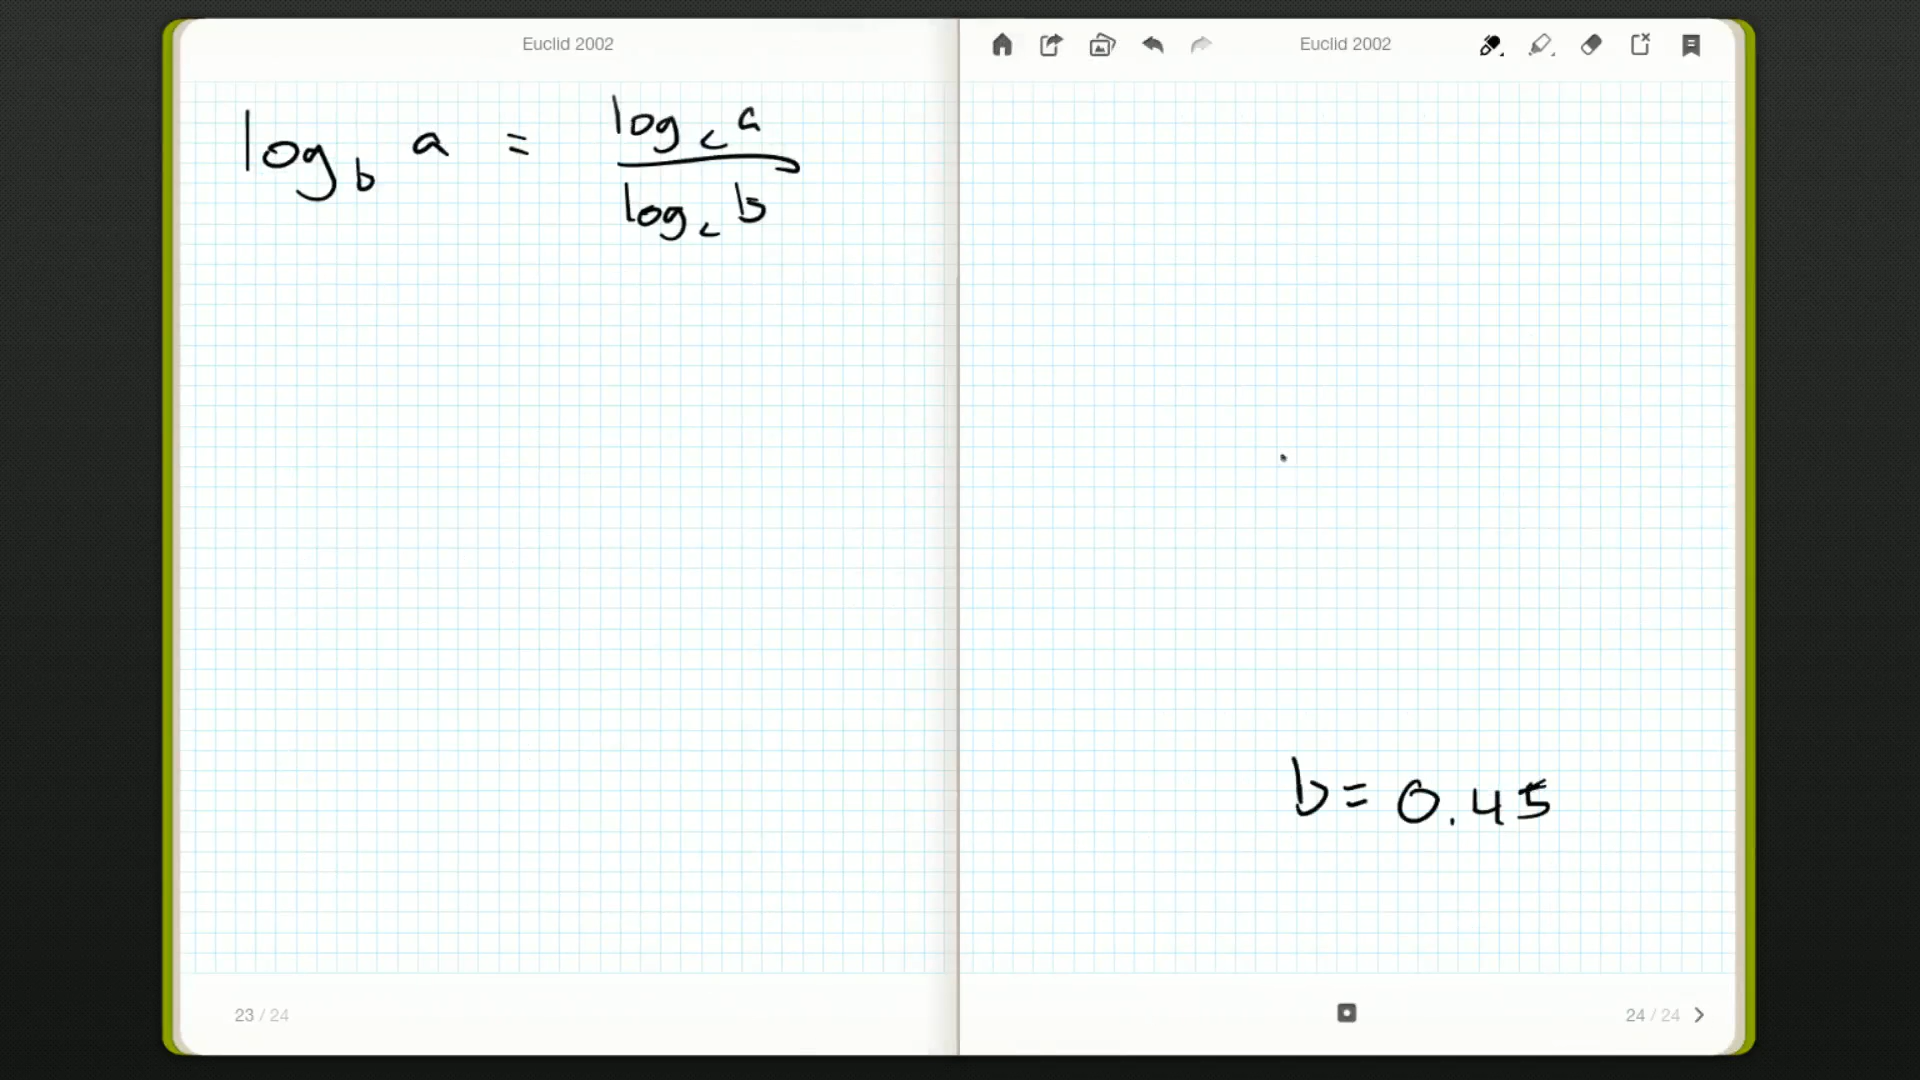 Euclid 2002
log_b a = log_c a / log_c b
23 / 24
Euclid 2002
b = 0.45
24 / 24